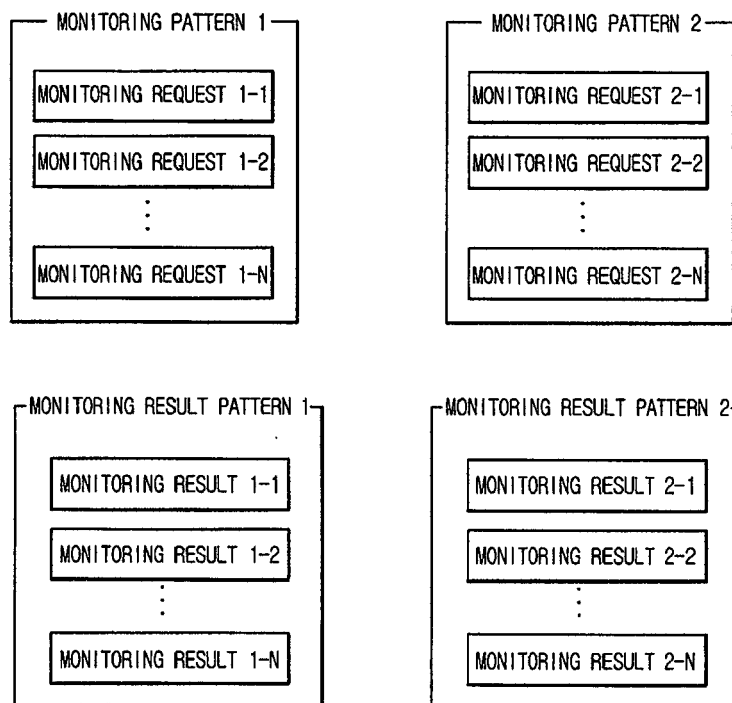 MONITORING PATTERN 1
MONITORING REQUEST 1-1
MONITORING REQUEST 1-2
MONITORING REQUEST 1-N
MONITORING PATTERN 2
MONITORING REQUEST 2-1
MONITORING REQUEST 2-2
MONITORING REQUEST 2-N
MONITORING RESULT PATTERN 1
MONITORING RESULT 1-1
MONITORING RESULT 1-2
MONITORING RESULT 1-N
MONITORING RESULT PATTERN 2
MONITORING RESULT 2-1
MONITORING RESULT 2-2
MONITORING RESULT 2-N